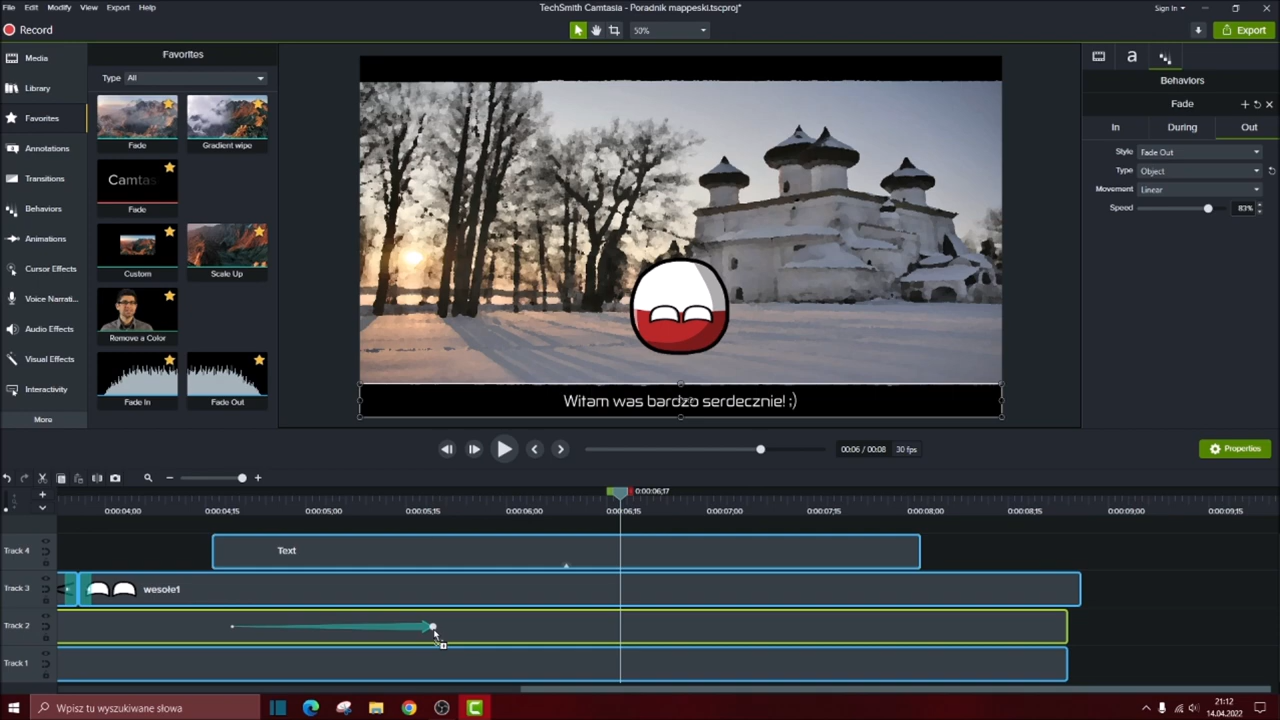 File Edit Modify View Export Help
TechSmith Camtasia - Poradnik mappeski.tscproj*
Sign In
Record
50%
Export
Media
Library
Favorites
Annotations
Transitions
Behaviors
Animations
Cursor Effects
Voice Narrati...
Audio Effects
Visual Effects
Interactivity
More
Favorites
Type All
Fade
Gradient wipe
Camtas
Fade
Custom
Scale Up
Remove a Color
Fade In
Fade Out
Witam was bardzo serdecznie! ;)
Behaviors
Fade
In During Out
Style Fade Out
Type Object
Movement Linear
Speed 83%
00:06 / 00:08 30 fps
Properties
0:00:06;17
0:00:04;00 0:00:04;15 0:00:05;00 0:00:05;15 0:00:06;00 0:00:06;15 0:00:07;00 0:00:07;15 0:00:08;00 0:00:08;15 0:00:09;00 0:00:09;15
Track 4
Text
Track 3
wesole1
Track 2
Track 1
Wpisz tu wyszukiwane słowa
21:12
14.04.2022